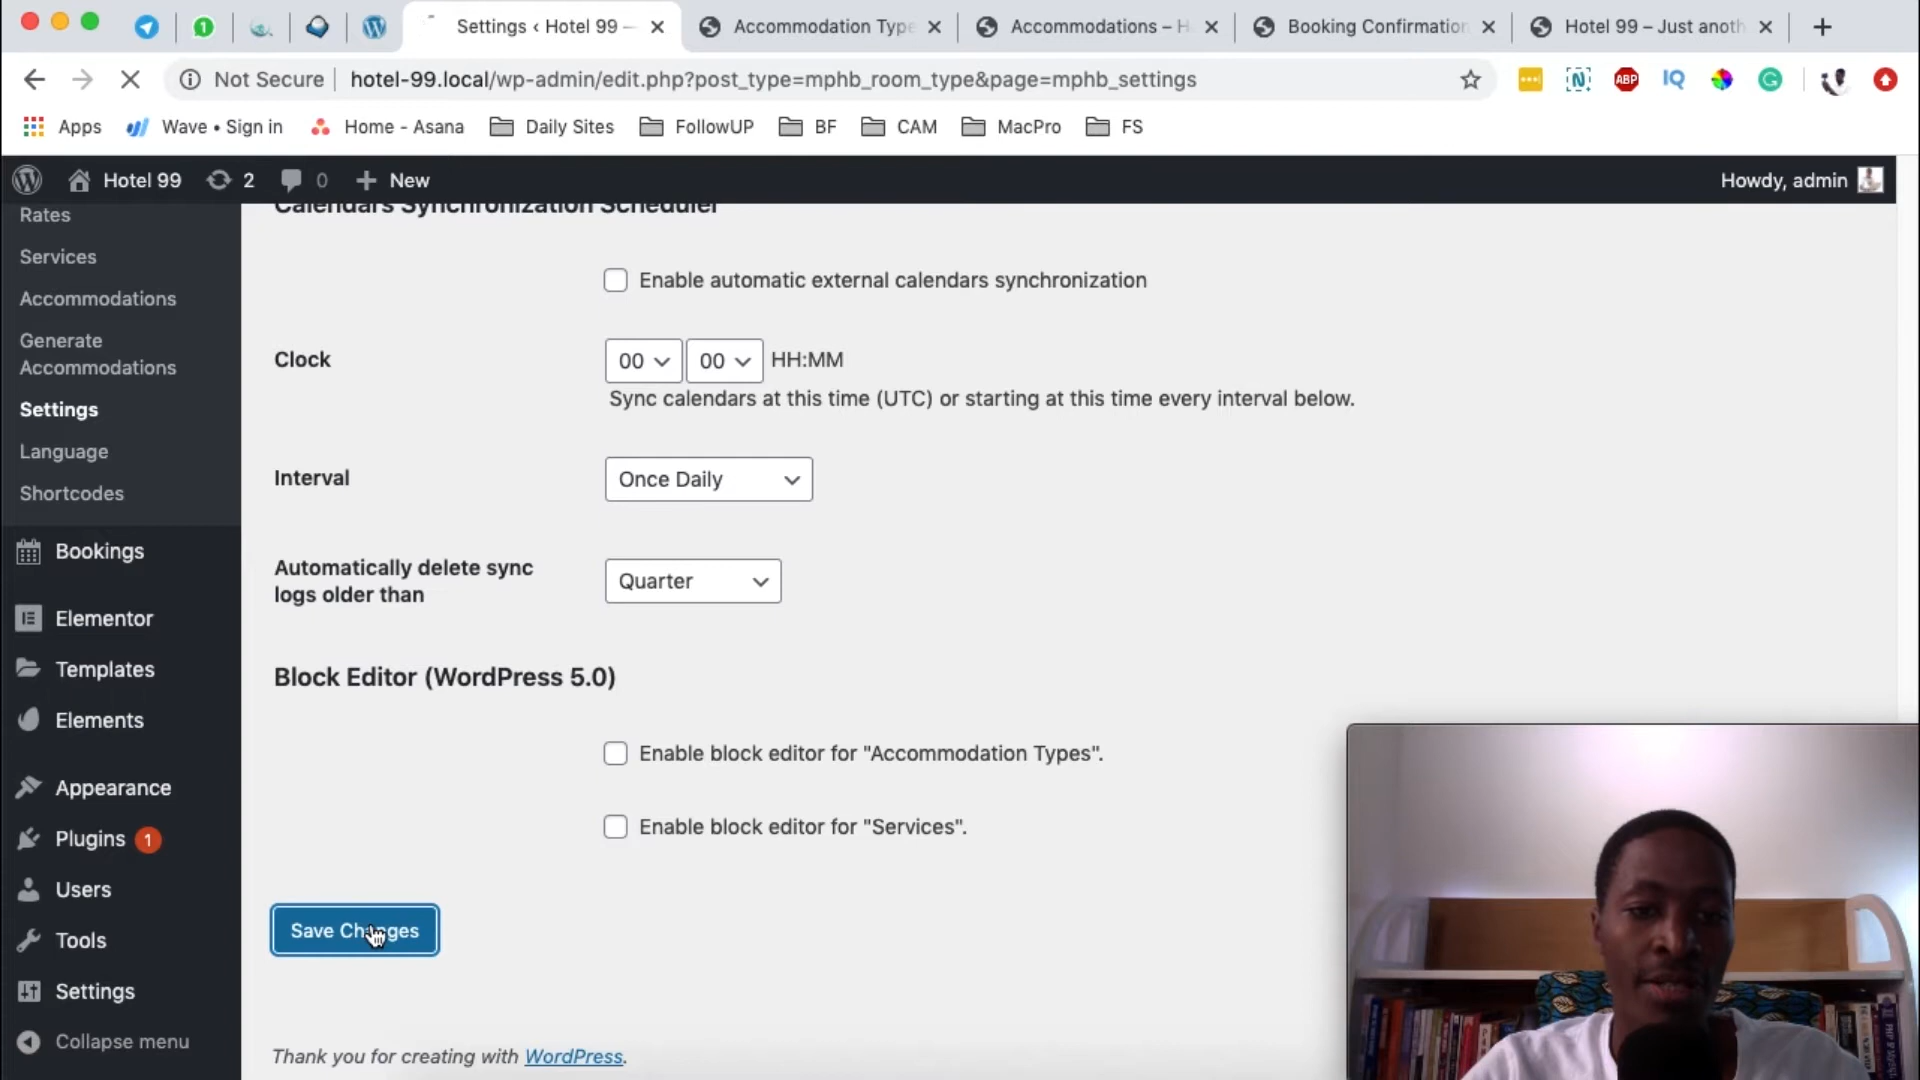 Settings ‹ Hotel 99 –
Accommodation Type
Accommodations – H
Booking Confirmation
Hotel 99 – Just anoth
Not Secure
hotel-99.local/wp-admin/edit.php?post_type=mphb_room_type&page=mphb_settings
ABP
IQ
Apps
Wave • Sign in
Home - Asana
Daily Sites
FollowUP
BF
CAM
MacPro
FS
Hotel 99
2
0
New
Howdy, admin
Rates
Services
Accommodations
Generate
Accommodations
Settings
Language
Shortcodes
Bookings
Elementor
Templates
Elements
Appearance
Plugins 1
Users
Tools
Settings
Collapse menu
Calendars Synchronization Scheduler
Enable automatic external calendars synchronization
Clock
00
00
HH:MM
Sync calendars at this time (UTC) or starting at this time every interval below.
Interval
Once Daily
Automatically delete sync
logs older than
Quarter
Block Editor (WordPress 5.0)
Enable block editor for "Accommodation Types".
Enable block editor for "Services".
Save Changes
Thank you for creating with WordPress.